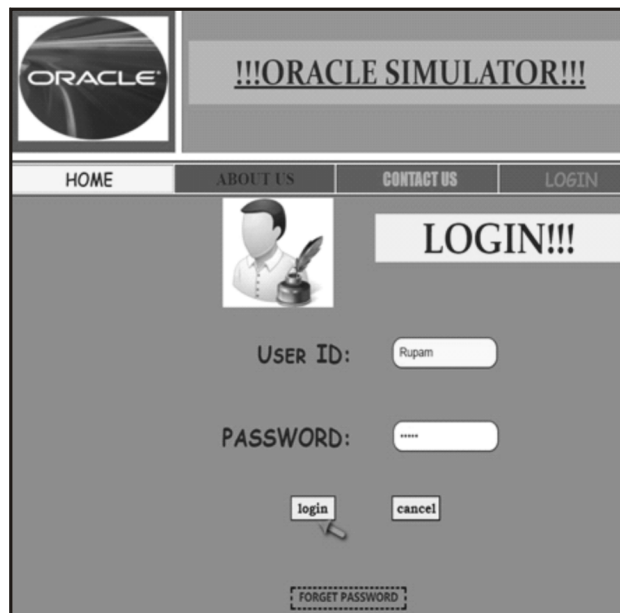 ORACLE®
!!!ORACLE SIMULATOR!!!
HOME ABOUT US CONTACT US LOGIN
LOGIN!!!
USER ID: Rupam
PASSWORD: •••••
login cancel
FORGET PASSWORD